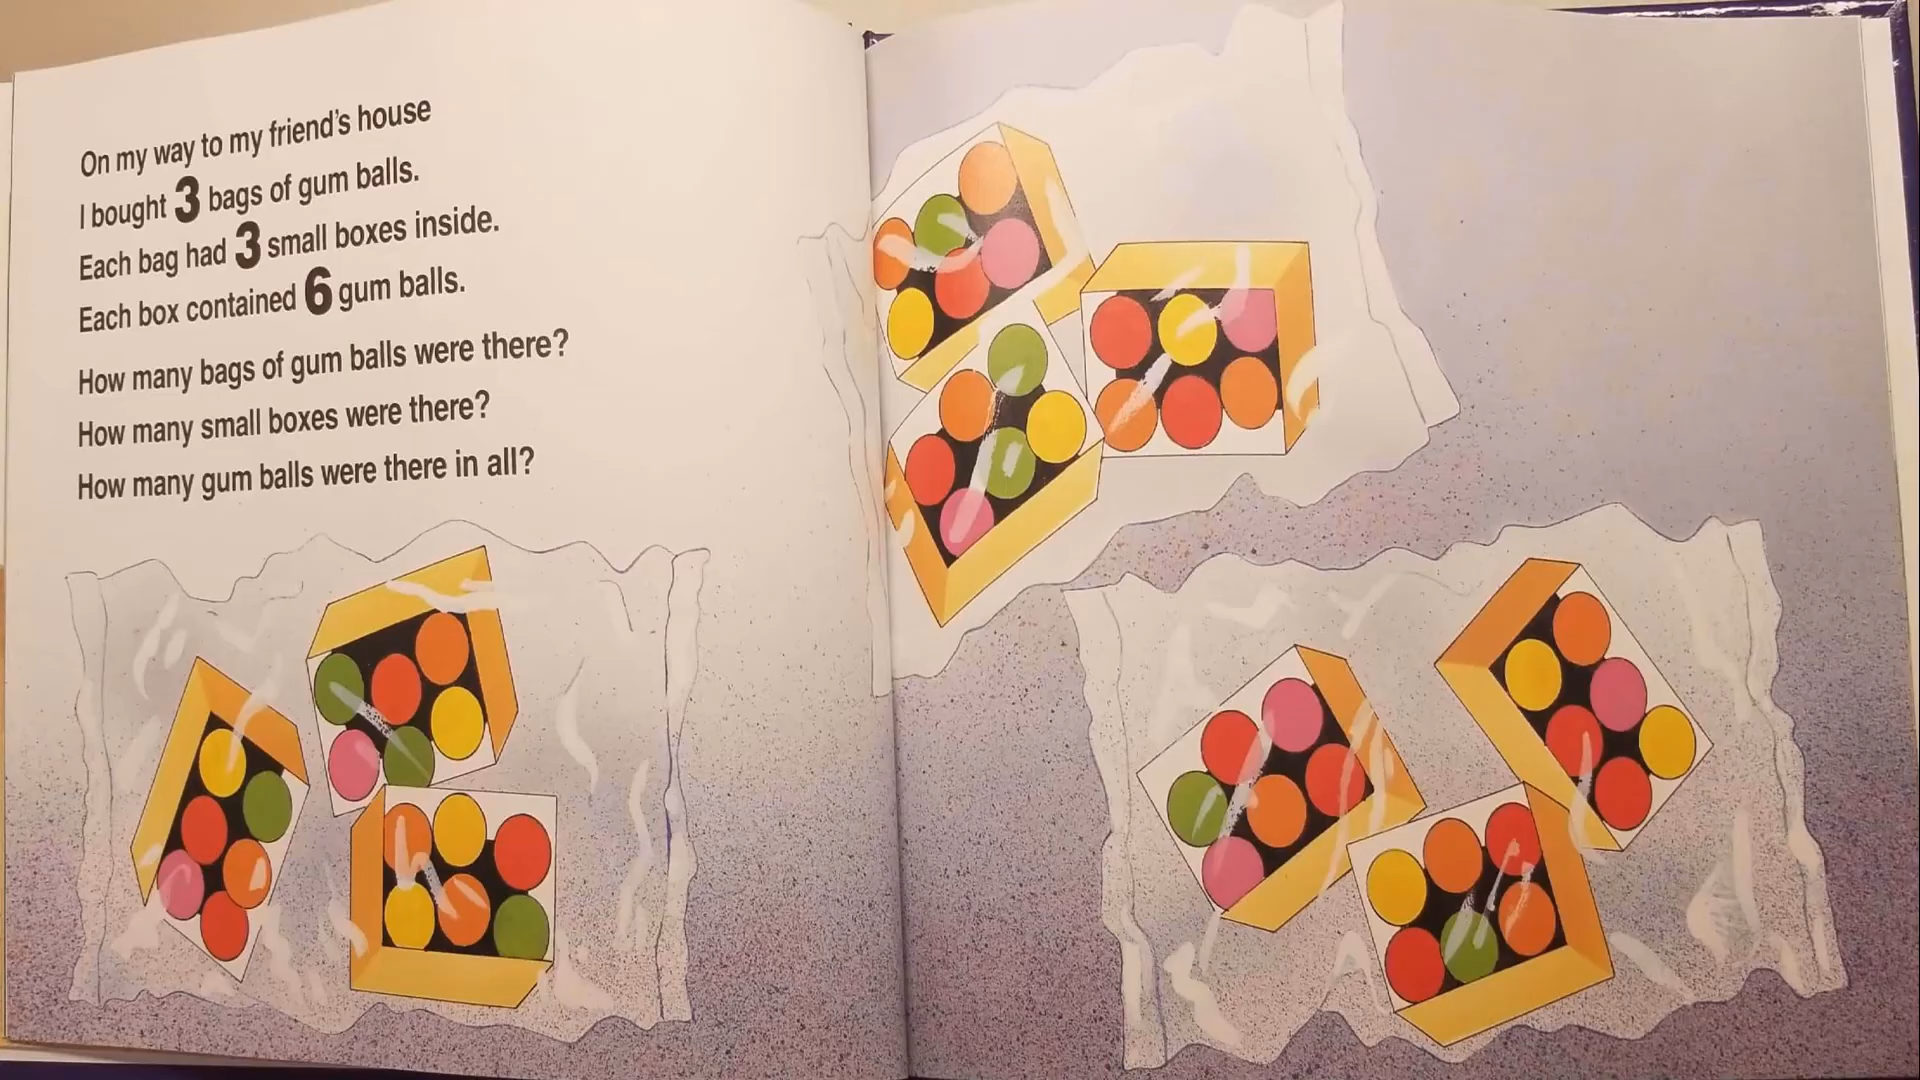 On my way to my friend's house
I bought 3 bags of gum balls.
Each bag had 3 small boxes inside.
Each box contained 6 gum balls.
How many bags of gum balls were there?
How many small boxes were there?
How many gum balls were there in all?